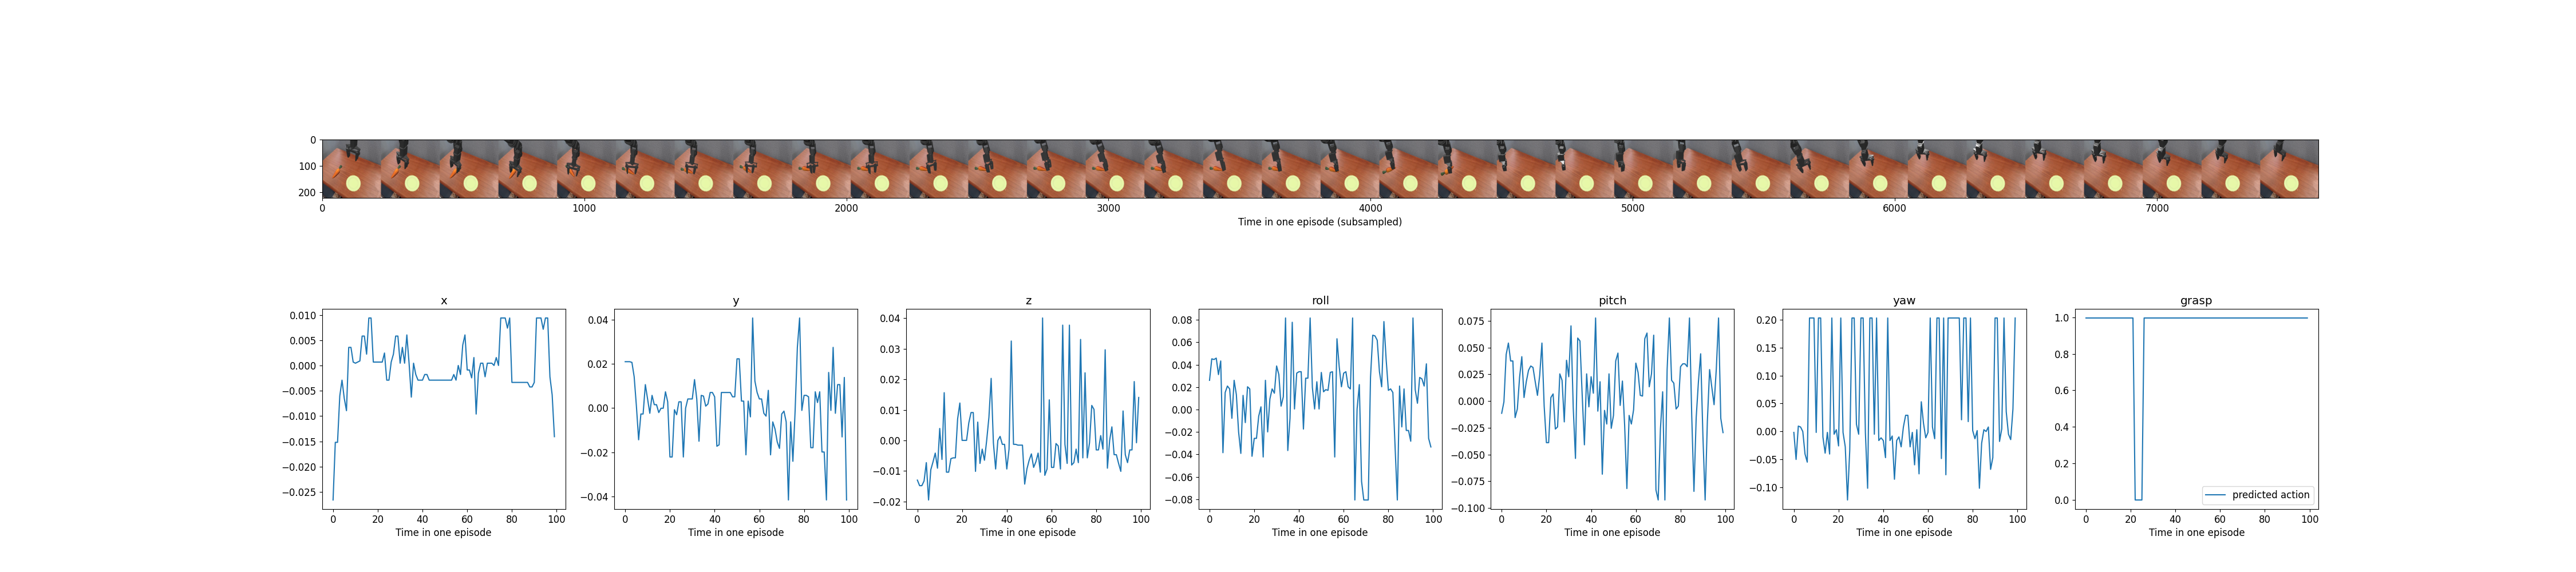 0
100
200
0 1000 2000 3000 4000 5000 6000 7000
Time in one episode (subsampled)
x
0.010
0.005
0.000
−0.005
−0.010
−0.015
−0.020
−0.025
0 20 40 60 80 100
Time in one episode
y
0.04
0.02
0.00
−0.02
−0.04
0 20 40 60 80 100
Time in one episode
z
0.04
0.03
0.02
0.01
0.00
−0.01
−0.02
0 20 40 60 80 100
Time in one episode
roll
0.08
0.06
0.04
0.02
0.00
−0.02
−0.04
−0.06
−0.08
0 20 40 60 80 100
Time in one episode
pitch
0.075
0.050
0.025
0.000
−0.025
−0.050
−0.075
−0.100
0 20 40 60 80 100
Time in one episode
yaw
0.20
0.15
0.10
0.05
0.00
−0.05
−0.10
0 20 40 60 80 100
Time in one episode
grasp
1.0
0.8
0.6
0.4
0.2
0.0
predicted action
0 20 40 60 80 100
Time in one episode